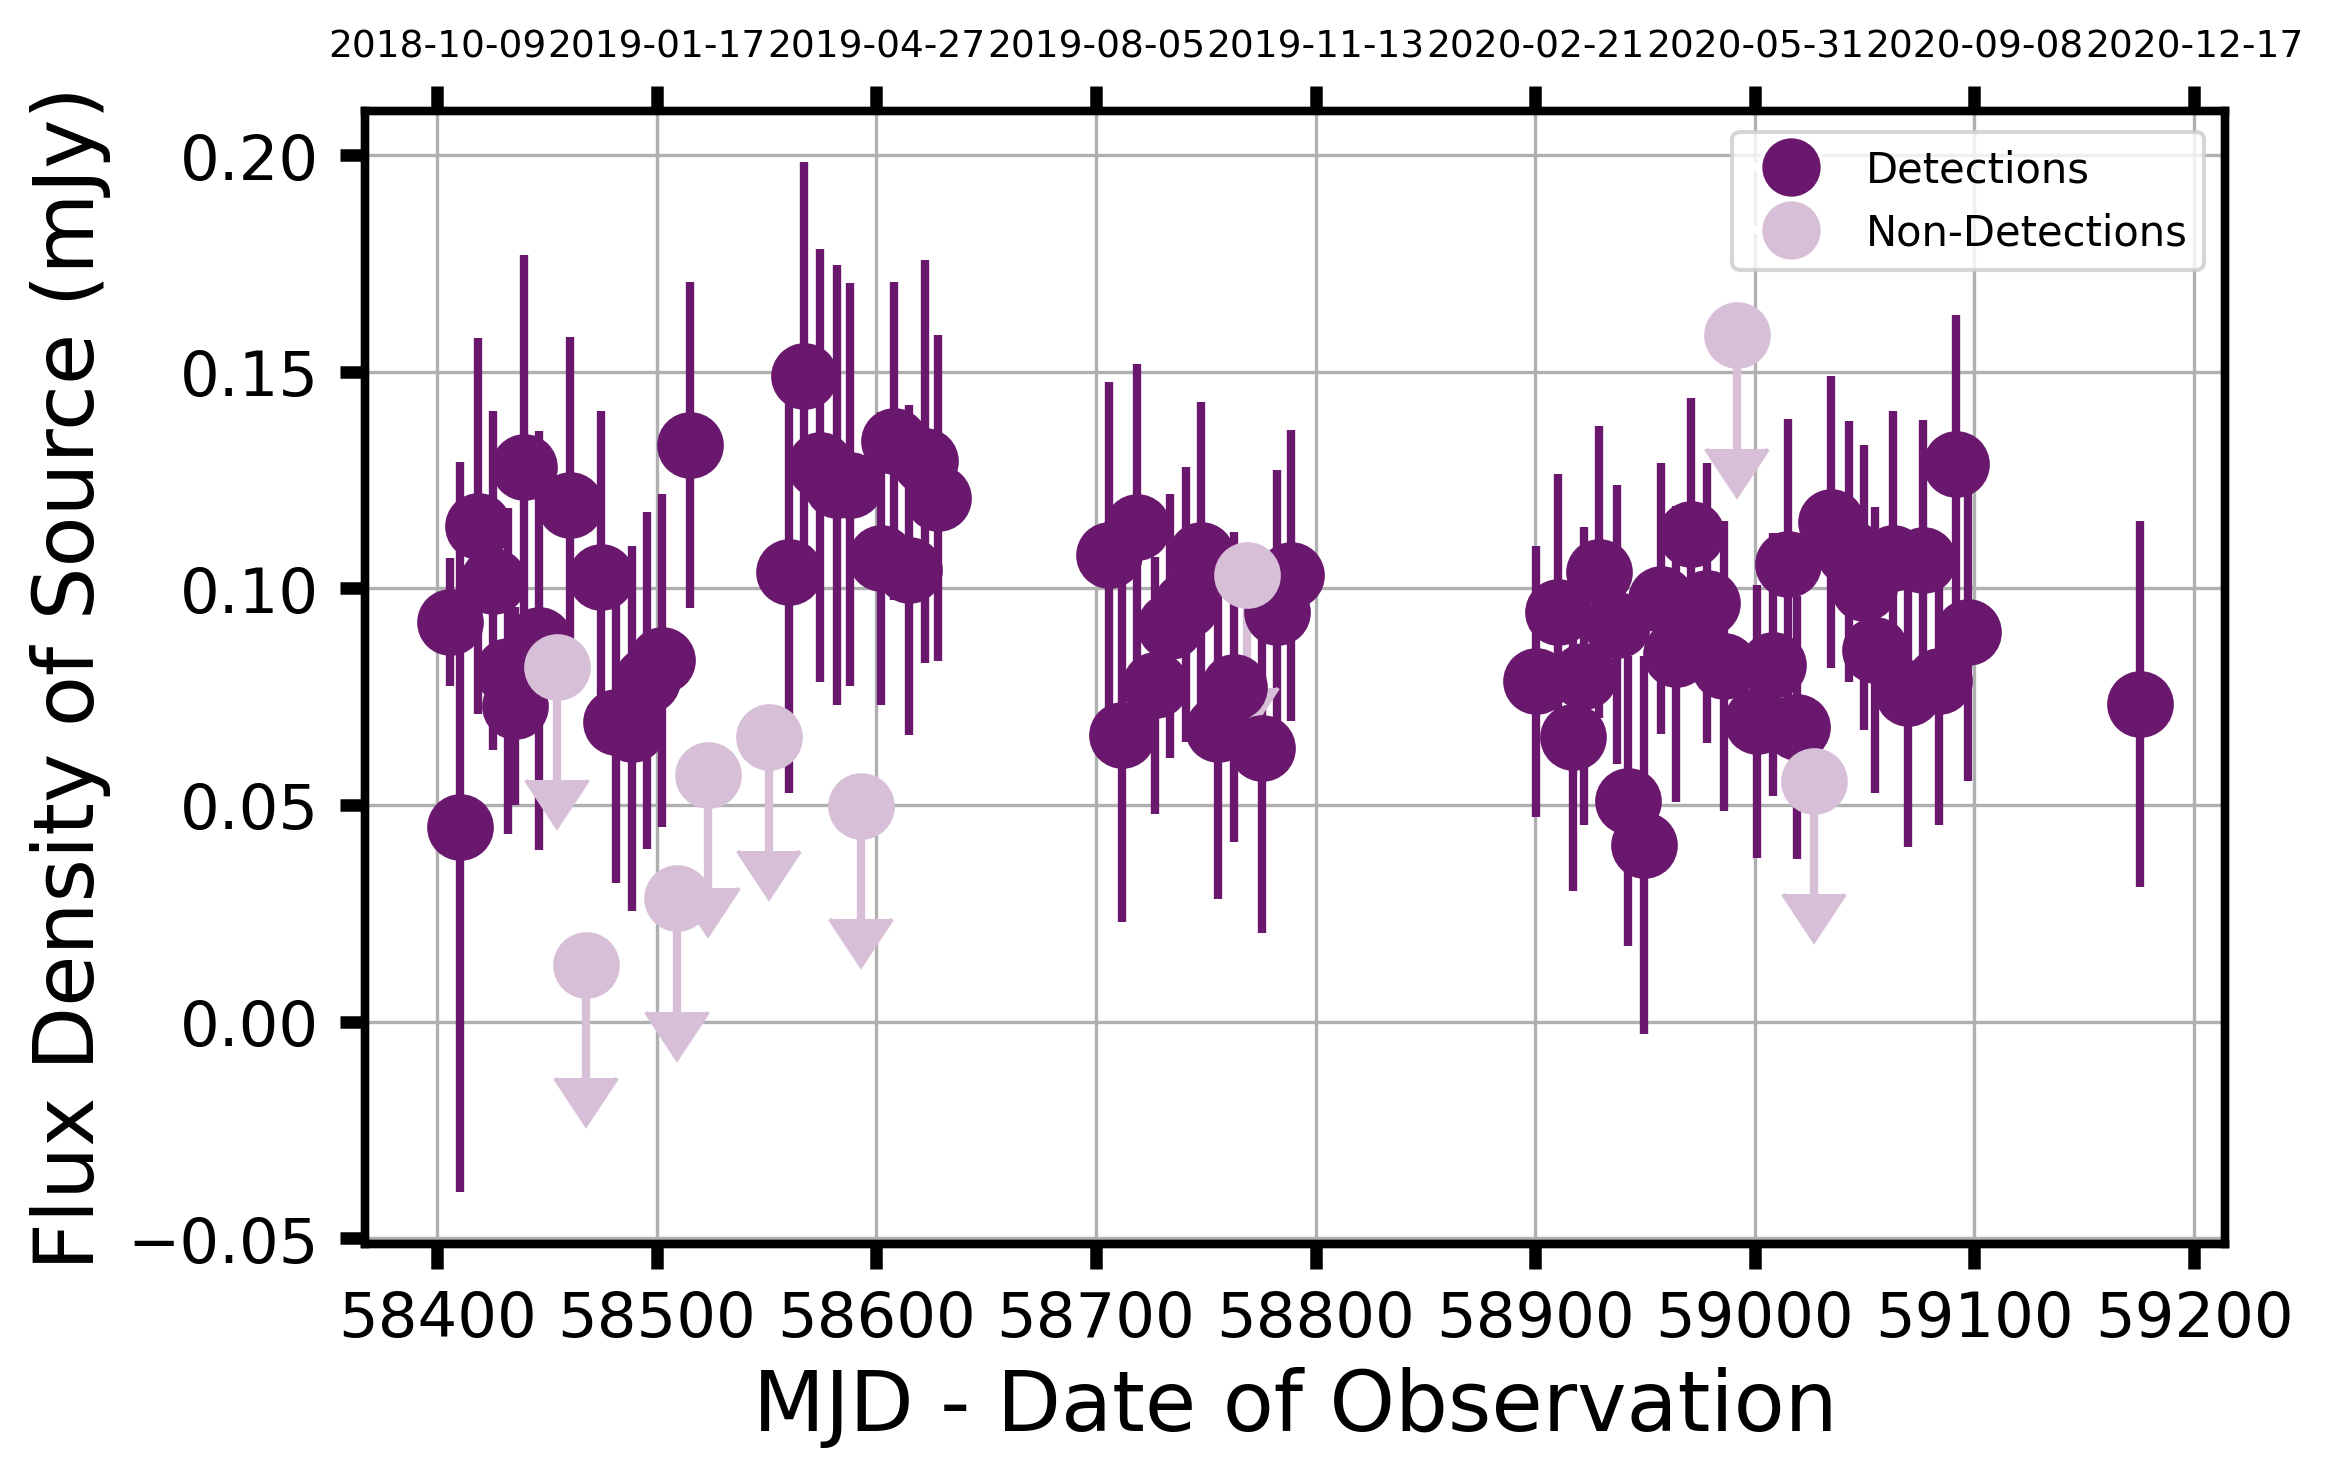 2018-10-09 2019-01-17 2019-04-27 2019-08-05 2019-11-13 2020-02-21 2020-05-31 2020-09-08 2020-12-17
Flux Density of Source (mJy)
0.20
0.15
0.10
0.05
0.00
−0.05
Detections
Non-Detections
58400 58500 58600 58700 58800 58900 59000 59100 59200
MJD - Date of Observation